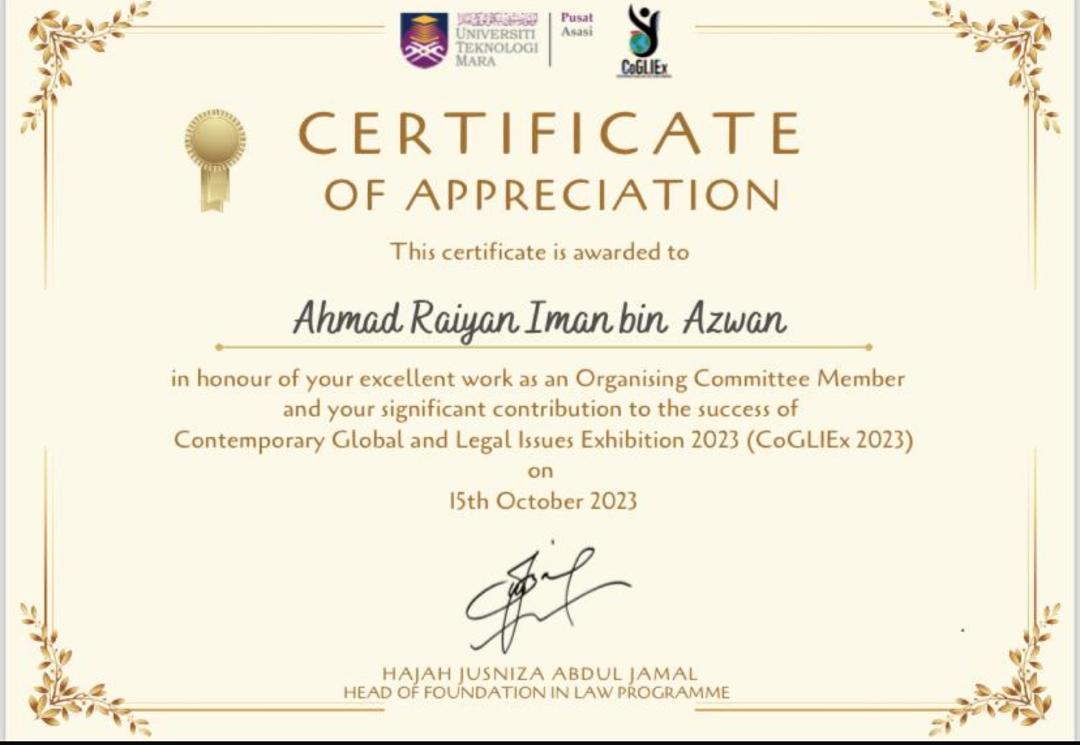 UNIVERSITI
TEKNOLOGI
MARA
Pusat
Asasi
CoGLIEx
CERTIFICATE
OF APPRECIATION
This certificate is awarded to
Ahmad Raiyan Iman bin Azwan
in honour of your excellent work as an Organising Committee Member
and your significant contribution to the success of
Contemporary Global and Legal Issues Exhibition 2023 (CoGLIEx 2023)
on
15th October 2023
HAJAH JUSNIZA ABDUL JAMAL
HEAD OF FOUNDATION IN LAW PROGRAMME